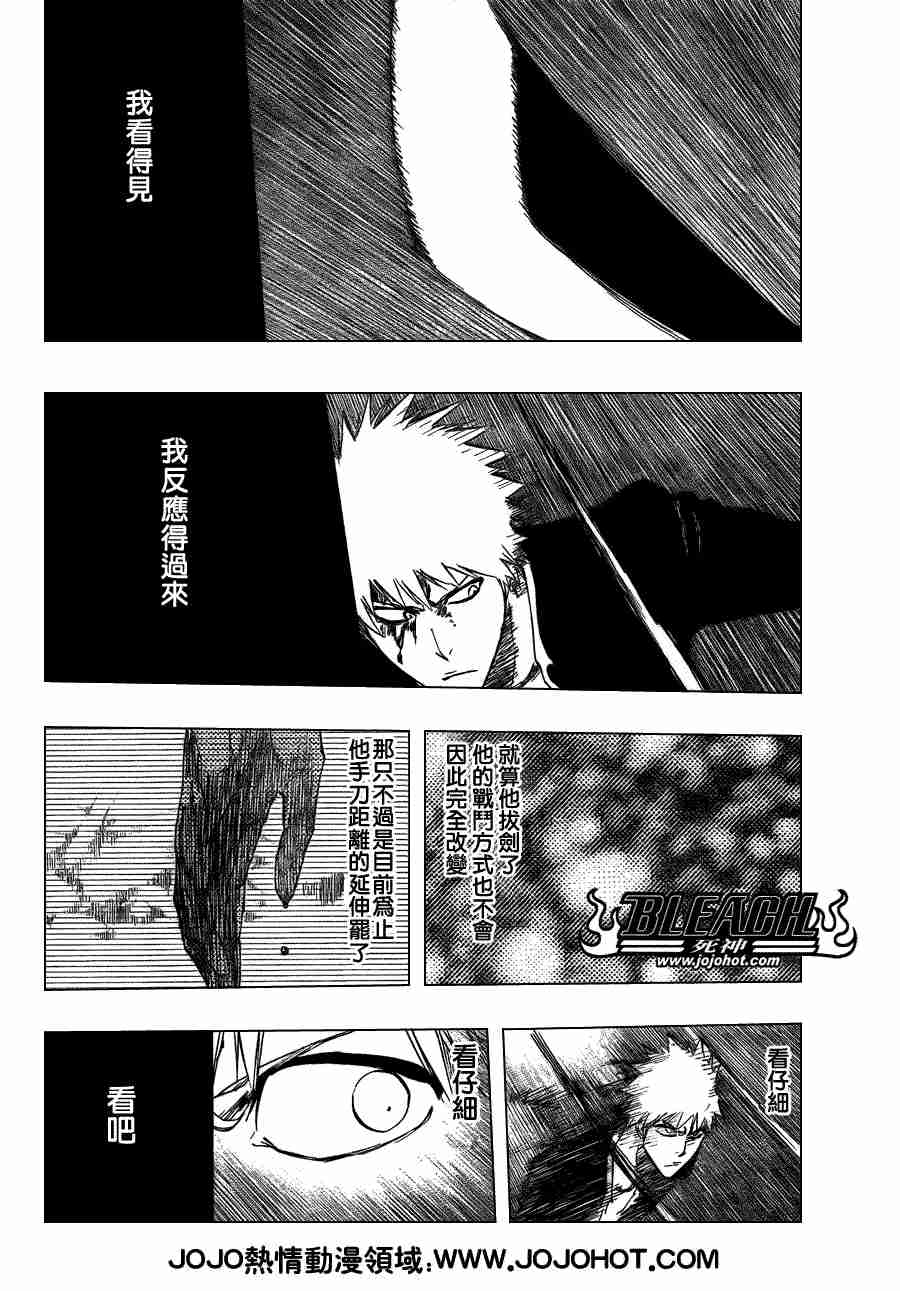 我看得見
我反應得過來
就算他拔劍了
他的戰鬥方式也不會
因此完全改變
那只不過是目前為止
他手刀距離的延伸罷了
BLEACH
死神
www.jojohot.com
看仔細
看仔細
看吧
JOJO熱情動漫領域:WWW.JOJOHOT.COM